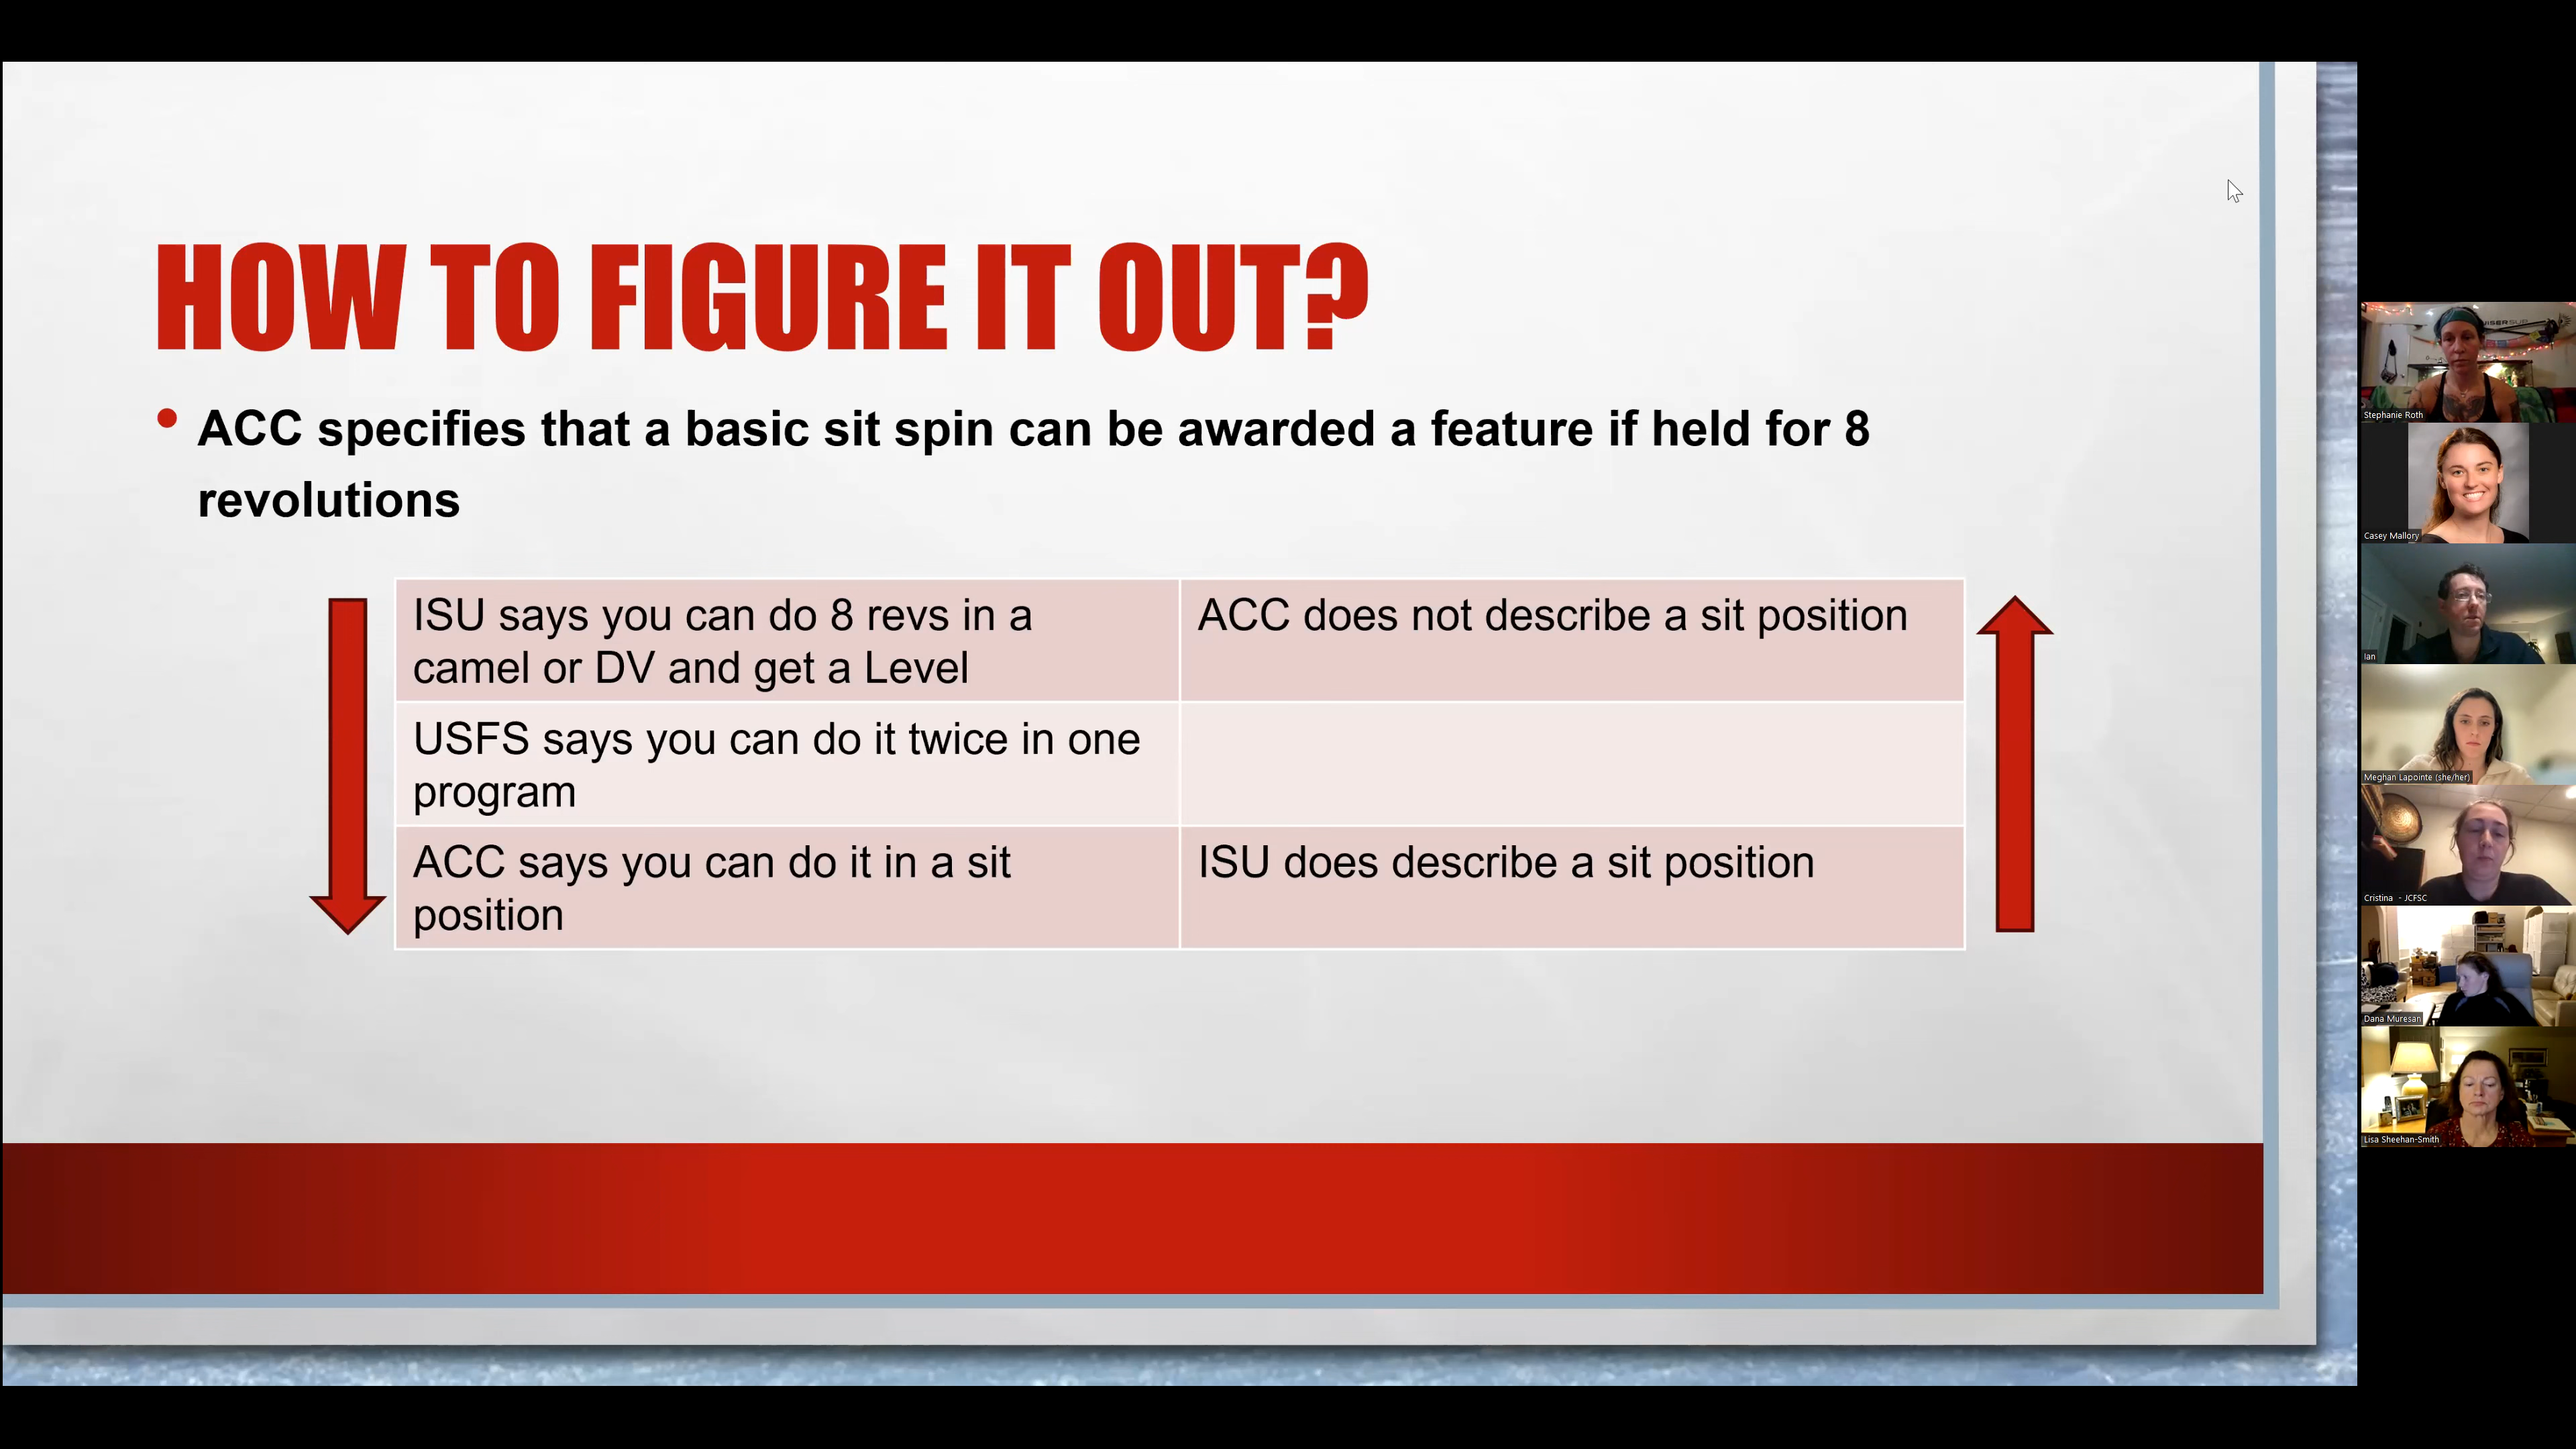 HOW TO FIGURE IT OUT?
• ACC specifies that a basic sit spin can be awarded a feature if held for 8
revolutions
ISU says you can do 8 revs in a
camel or DV and get a Level
ACC does not describe a sit position
USFS says you can do it twice in one
program
ACC says you can do it in a sit
position
ISU does describe a sit position
Stephanie Roth
Casey Mallory
Ian
Meghan Lapointe (she/her)
Cristina - JCFSC
Dana Muresan
Lisa Sheehan-Smith